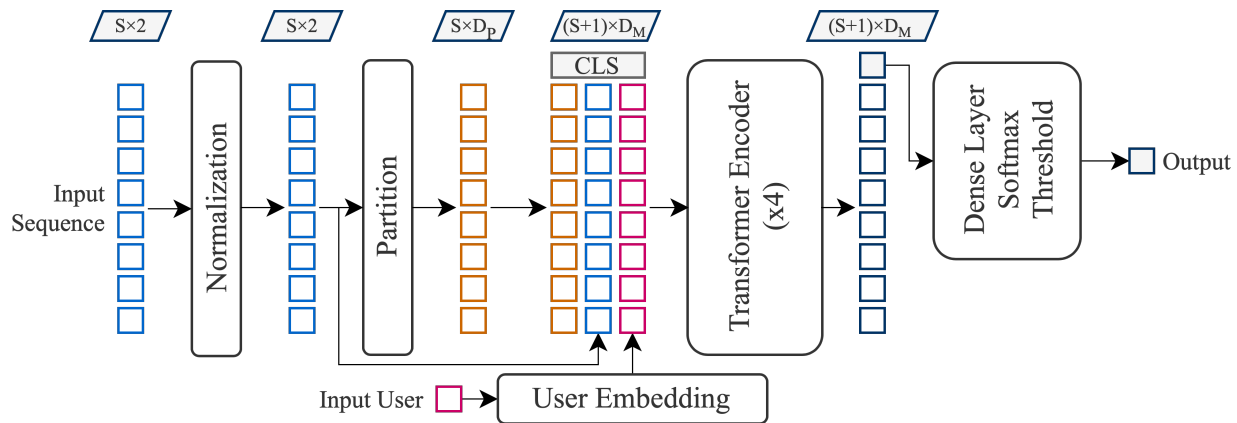 S×2
S×2
S×D_P
(S+1)×D_M
(S+1)×D_M
CLS
Input
Sequence
Normalization
Partition
Transformer Encoder
(x4)
Dense Layer
Softmax
Threshold
Output
Input User
User Embedding